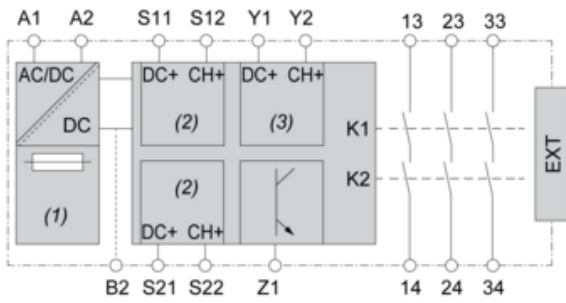 A1 A2 S11 S12 Y1 Y2 13 23 33
AC/DC DC+ CH+ DC+ CH+
DC (2) (3) K1
EXT
(2) K2
(1) DC+ CH+
B2 S21 S22 Z1 14 24 34